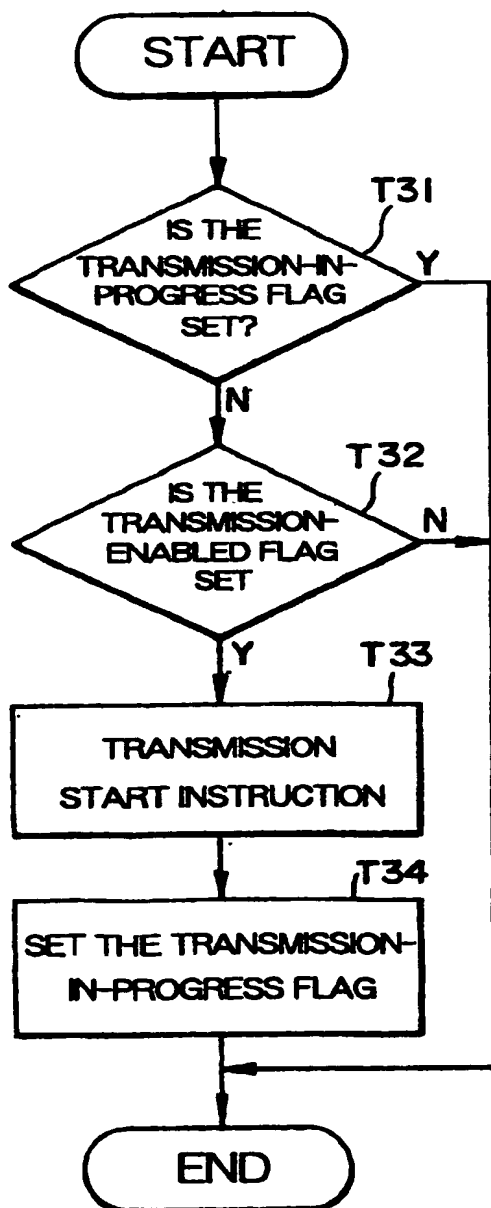 START
T31
IS THE
TRANSMISSION-IN-
PROGRESS FLAG
SET?
Y
N
T32
IS THE
TRANSMISSION-
ENABLED FLAG
SET
N
Y
T33
TRANSMISSION
START INSTRUCTION
T34
SET THE TRANSMISSION-
IN-PROGRESS FLAG
END